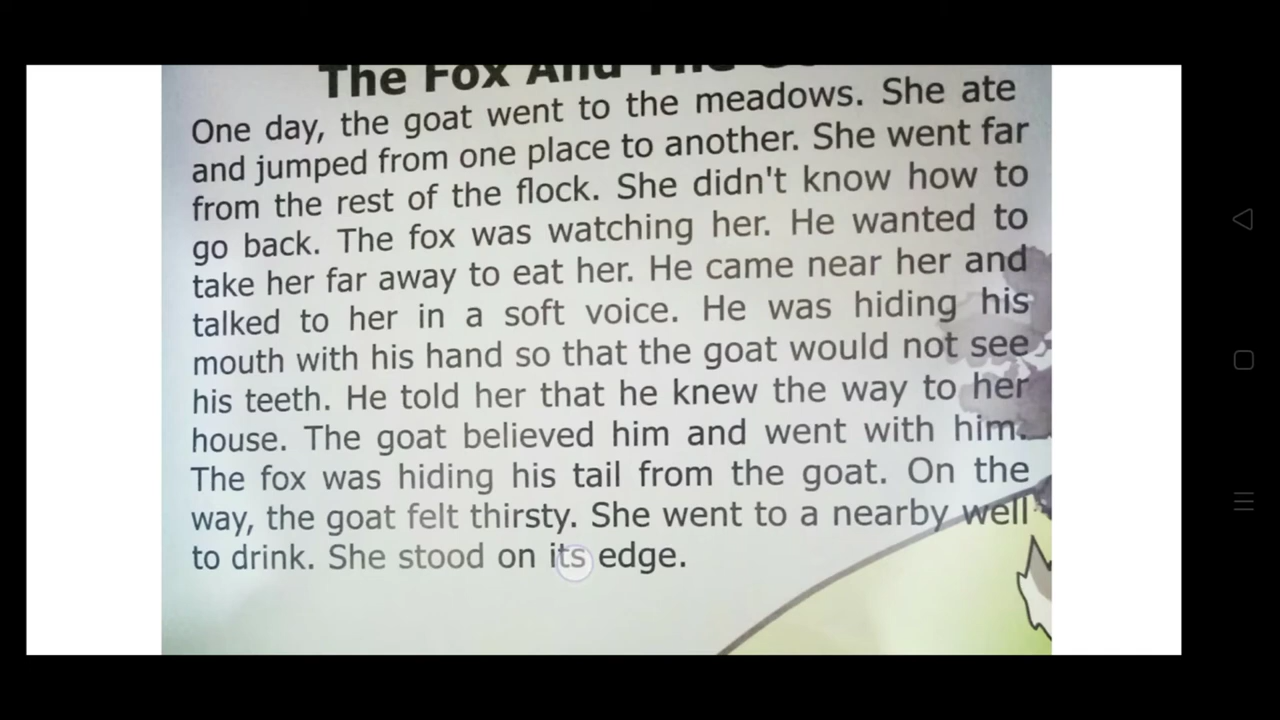 The Fox And The
One day, the goat went to the meadows. She ate
and jumped from one place to another. She went far
from the rest of the flock. She didn't know how to
go back. The fox was watching her. He wanted to
take her far away to eat her. He came near her and
talked to her in a soft voice. He was hiding his
mouth with his hand so that the goat would not see
his teeth. He told her that he knew the way to her
house. The goat believed him and went with him.
The fox was hiding his tail from the goat. On the
way, the goat felt thirsty. She went to a nearby well
to drink. She stood on its edge.